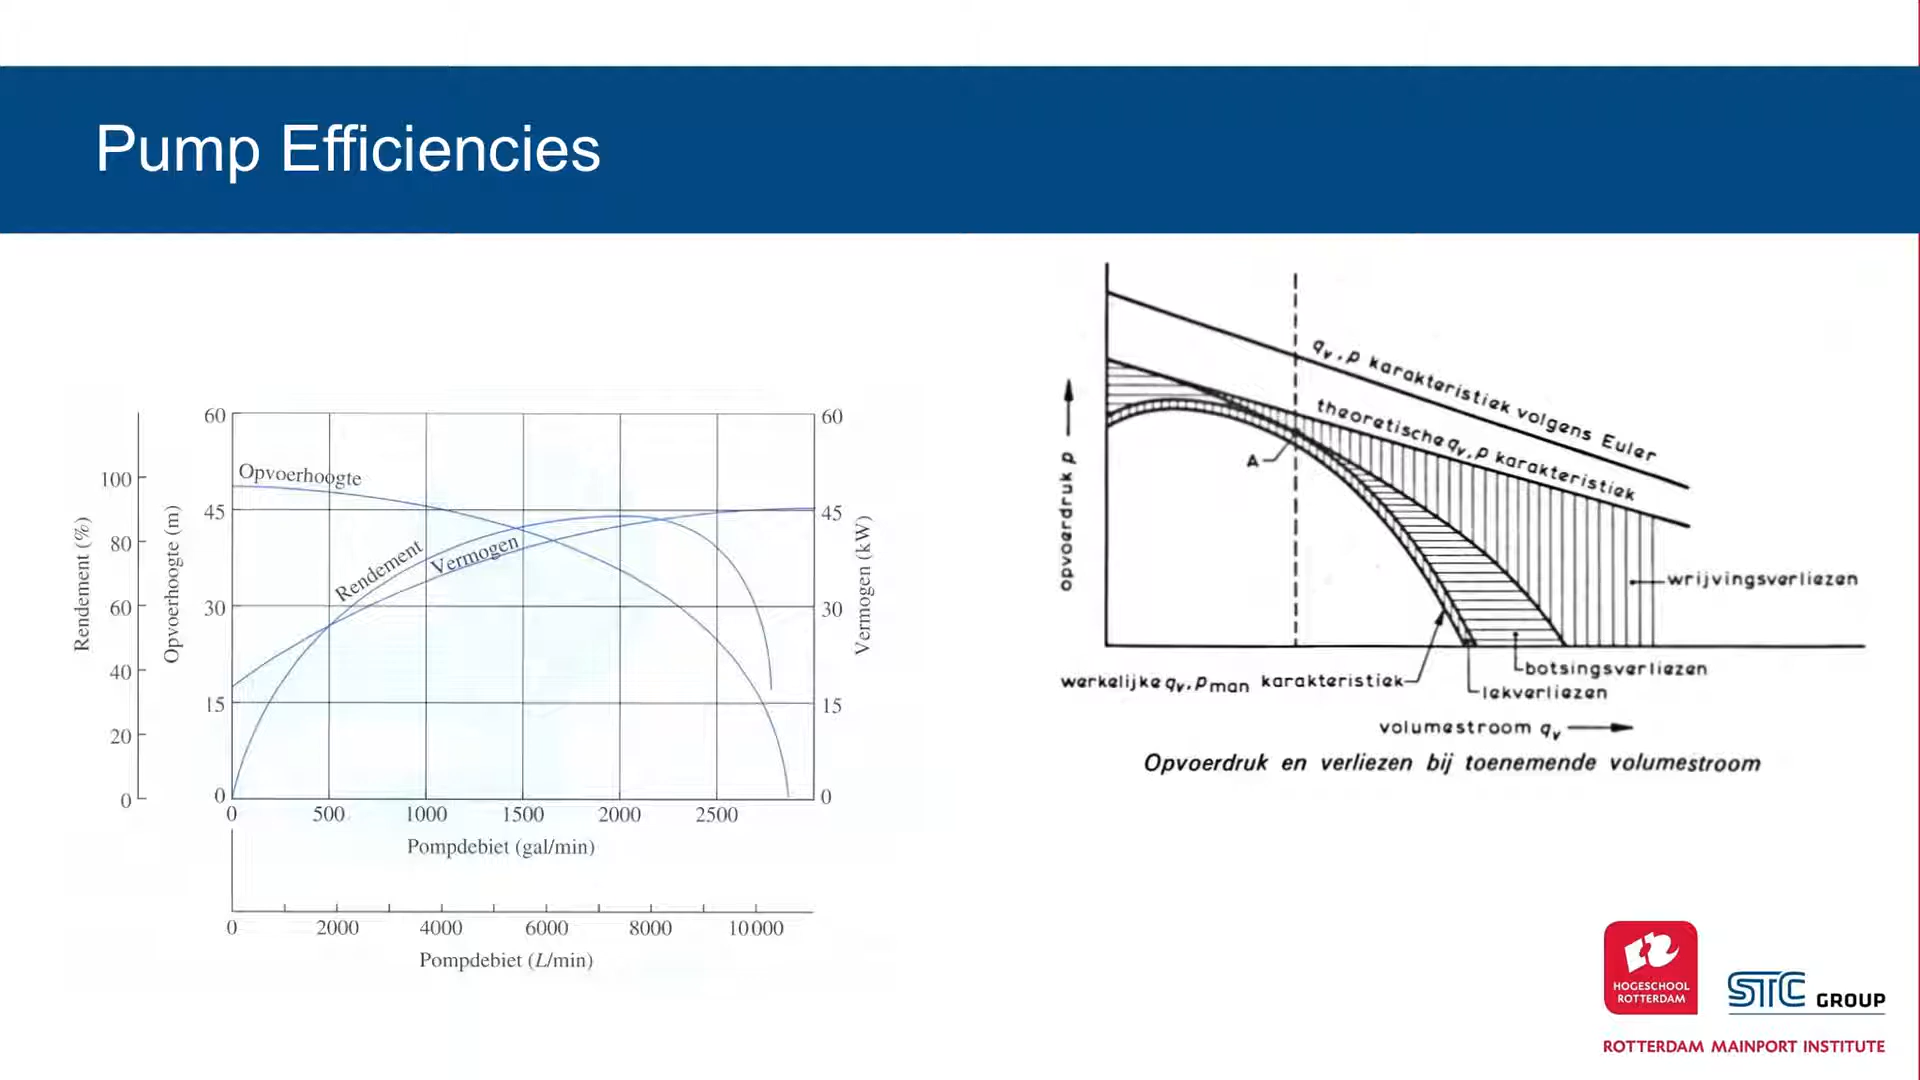 Pump Efficiencies
Rendement (%)
100
80
60
40
20
0
Opvoerhoogte (m)
60
45
30
15
0
Opvoerhoogte
Rendement
Vermogen
60
45
30
15
0
Vermogen (kW)
0 500 1000 1500 2000 2500
Pompdebiet (gal/min)
0 2000 4000 6000 8000 10000
Pompdebiet (L/min)
opvoerdruk p
qv, p karakteristiek volgens Euler
theoretische qv, p karakteristiek
A
wrijvingsverliezen
botsingsverliezen
lekverliezen
werkelijke qv, pman karakteristiek
volumestroom qv
Opvoerdruk en verliezen bij toenemende volumestroom
HOGESCHOOL
ROTTERDAM
STC GROUP
ROTTERDAM MAINPORT INSTITUTE